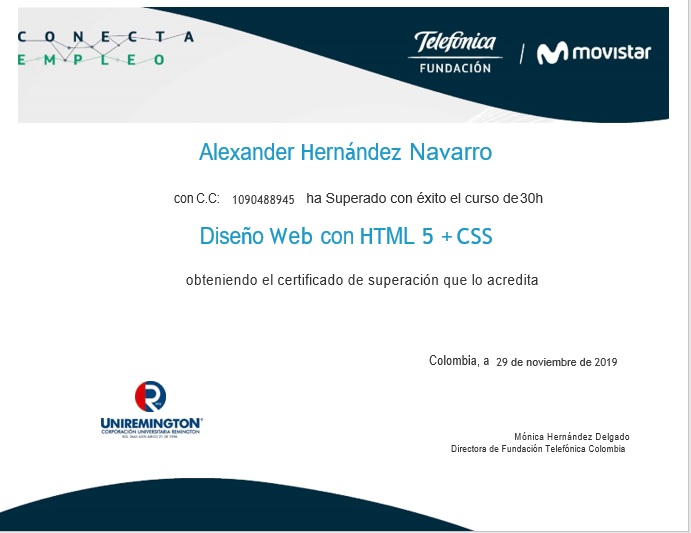 CONECTA
EMPLEO
Telefónica
FUNDACIÓN
movistar
Alexander Hernández Navarro
con C.C: 1090488945 ha Superado con éxito el curso de 30h
Diseño Web con HTML 5 + CSS
obteniendo el certificado de superación que lo acredita
Colombia, a 29 de noviembre de 2019
UNIREMINGTON®
CORPORACIÓN UNIVERSITARIA REMINGTON
Mónica Hernández Delgado
Directora de Fundación Telefónica Colombia